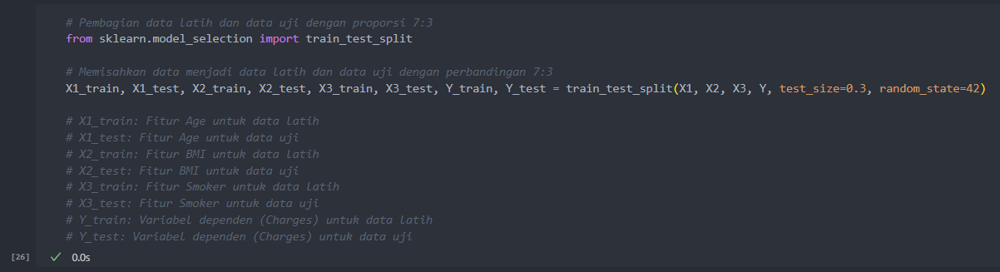 # Pembagian data latih dan data uji dengan proporsi 7:3
from sklearn.model_selection import train_test_split
# Memisahkan data menjadi data latih dan data uji dengan perbandingan 7:3
X1_train, X1_test, X2_train, X2_test, X3_train, X3_test, Y_train, Y_test = train_test_split(X1, X2, X3, Y, test_size=0.3, random_state=42)
# X1_train: Fitur Age untuk data latih
# X1_test: Fitur Age untuk data uji
# X2_train: Fitur BMI untuk data latih
# X2_test: Fitur BMI untuk data uji
# X3_train: Fitur Smoker untuk data latih
# X3_test: Fitur Smoker untuk data uji
# Y_train: Variabel dependen (Charges) untuk data latih
# Y_test: Variabel dependen (Charges) untuk data uji
[26] ✓ 0.0s